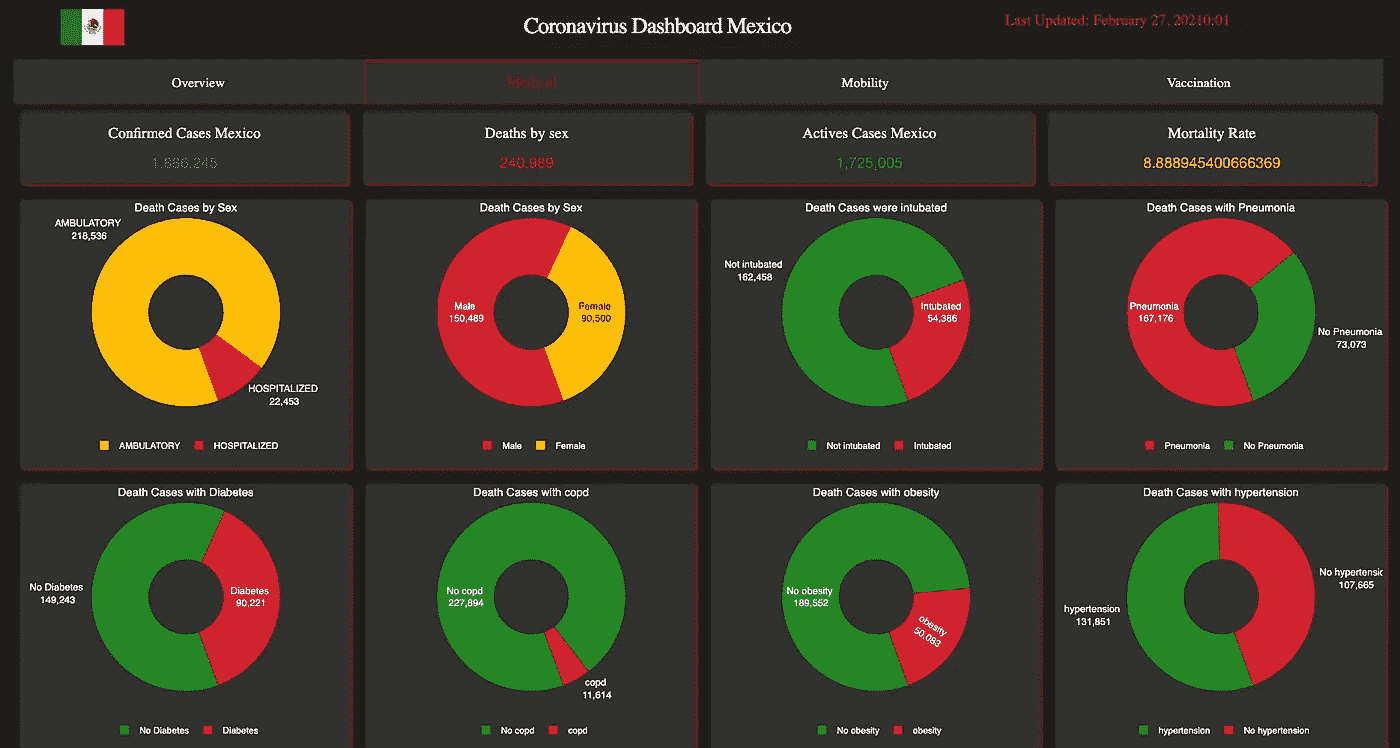 Coronavirus Dashboard Mexico
Last Updated: February 27, 20210:01
Overview
Medical
Mobility
Vaccination
Confirmed Cases Mexico
Deaths by sex
Actives Cases Mexico
Mortality Rate
240,989
1,725,005
8.888945400666369
Death Cases by Sex
AMBULATORY
218,536
HOSPITALIZED
22,453
AMBULATORY
HOSPITALIZED
Death Cases by Sex
Male
150,489
Female
90,500
Male
Female
Death Cases were intubated
Not intubated
162,458
Intubated
54,386
Not intubated
Intubated
Death Cases with Pneumonia
Pneumonia
167,176
No Pneumonia
73,073
Pneumonia
No Pneumonia
Death Cases with Diabetes
No Diabetes
149,243
Diabetes
90,221
No Diabetes
Diabetes
Death Cases with copd
No copd
227,894
copd
11,614
No copd
copd
Death Cases with obesity
No obesity
189,552
obesity
50,083
No obesity
obesity
Death Cases with hypertension
No hypertensic
107,665
hypertension
131,851
hypertension
No hypertension